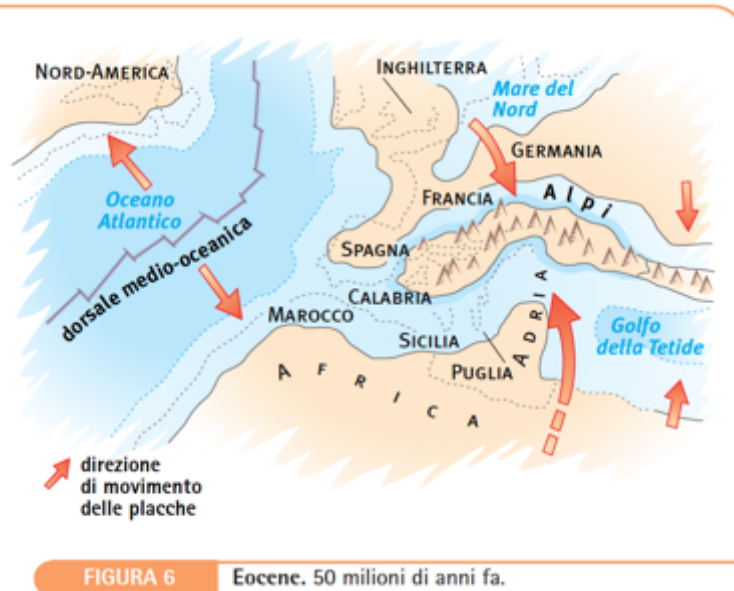 NORD-AMERICA
INGHILTERRA
Mare del
Nord
GERMANIA
Oceano
Atlantico
FRANCIA
Alpi
dorsale medio-oceanica
SPAGNA
CALABRIA
MAROCCO
SICILIA
ADRIA
Golfo
della Tetide
PUGLIA
AFRICA
direzione
di movimento
delle placche
FIGURA 6 Eocene. 50 milioni di anni fa.